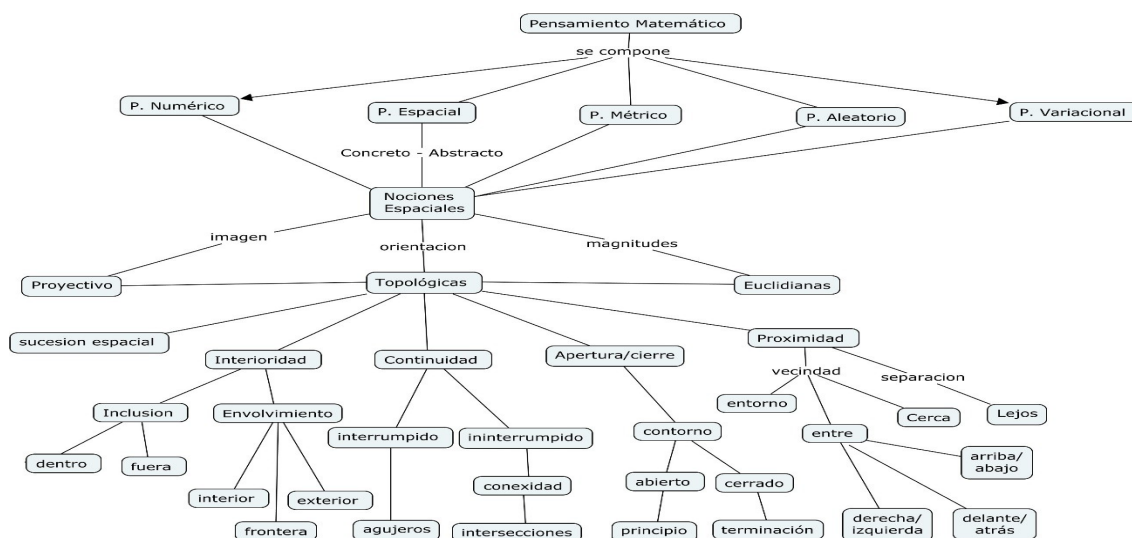 Pensamiento Matemático
se compone
P. Numérico
P. Espacial
P. Métrico
P. Aleatorio
P. Variacional
Concreto - Abstracto
Nociones
Espaciales
imagen
orientacion
magnitudes
Proyectivo
Topológicas
Euclidianas
sucesion espacial
Interioridad
Continuidad
Apertura/cierre
Proximidad
vecindad
separacion
Inclusion
Envolvimiento
interrumpido
ininterrumpido
contorno
entorno
Cerca
Lejos
entre
dentro
fuera
interior
exterior
frontera
agujeros
conexidad
intersecciones
abierto
cerrado
principio
terminación
arriba/
abajo
derecha/
izquierda
delante/
atrás